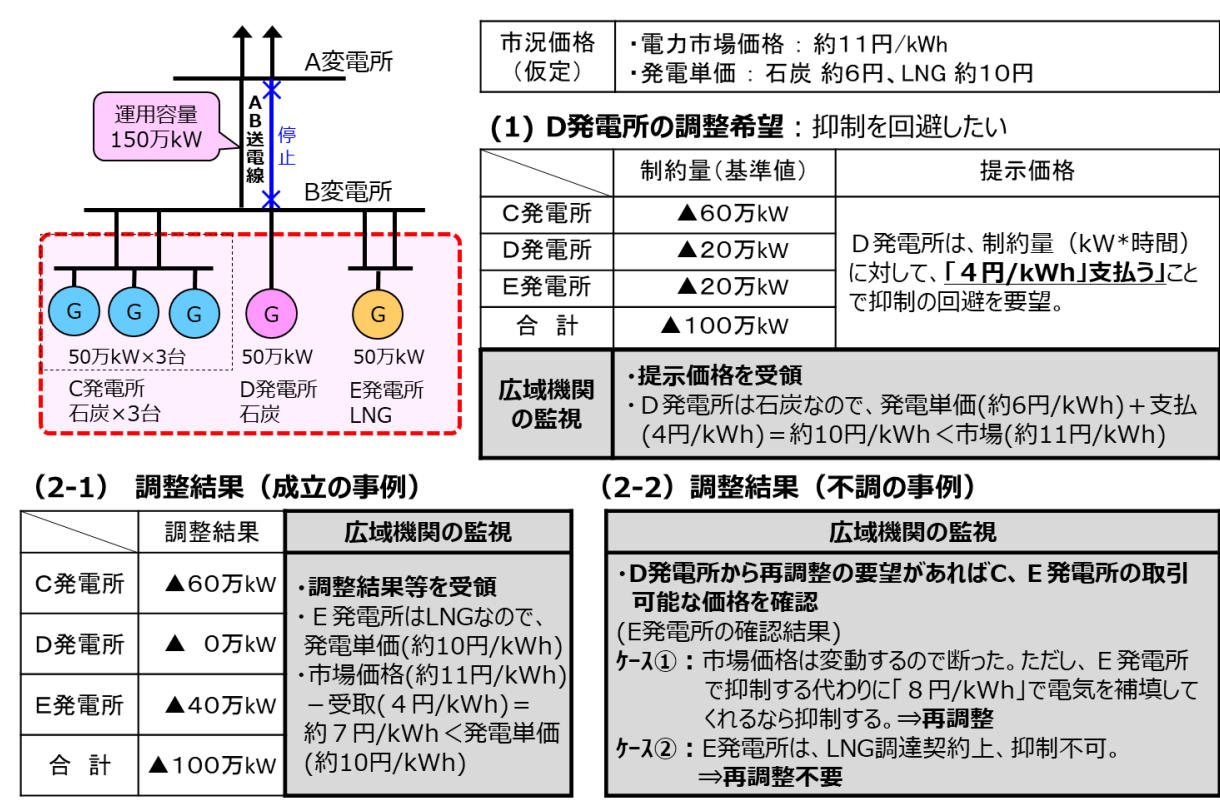 A変電所
運用容量
150万kW
AB送電線
停止
B変電所
G G G G G
50万kW×3台 50万kW 50万kW
C発電所 D発電所 E発電所
石炭×3台 石炭 LNG
市況価格
（仮定）
・電力市場価格 ： 約11円/kWh
・発電単価 ： 石炭 約6円、LNG 約10円
(1) D発電所の調整希望：抑制を回避したい
制約量（基準値） 提示価格
C発電所 ▲60万kW
D発電所 ▲20万kW
E発電所 ▲20万kW
合 計 ▲100万kW
D発電所は、制約量（kW*時間）
に対して、「４円/kWh」支払う」こと
で抑制の回避を要望。
広域機関
の監視
・提示価格を受領
・D発電所は石炭なので、発電単価(約6円/kWh)＋支払
(4円/kWh)＝約10円/kWh＜市場(約11円/kWh)
（2-1） 調整結果（成立の事例）
調整結果 広域機関の監視
C発電所 ▲60万kW
D発電所 ▲ 0万kW
E発電所 ▲40万kW
合 計 ▲100万kW
・調整結果等を受領
・E発電所はLNGなので、
発電単価(約10円/kWh)
・市場価格(約11円/kWh)
－受取(４円/kWh)＝
約７円/kWh＜発電単価
(約10円/kWh)
（2-2）調整結果（不調の事例）
広域機関の監視
・D発電所から再調整の要望があればC、E発電所の取引
可能な価格を確認
(E発電所の確認結果)
ｹｰｽ①：市場価格は変動するので断った。ただし、E発電所
で抑制する代わりに「８円/kWh」で電気を補填して
くれるなら抑制する。⇒再調整
ｹｰｽ②：E発電所は、LNG調達契約上、抑制不可。
⇒再調整不要